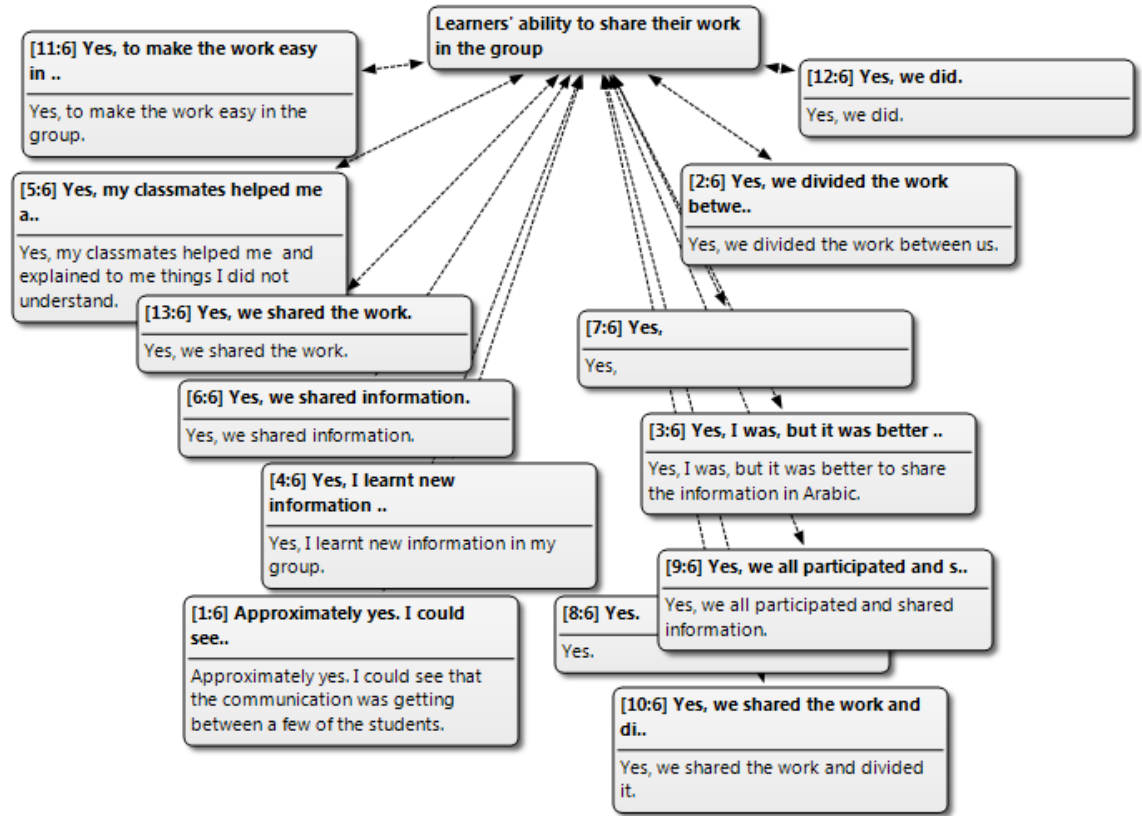 Learners' ability to share their work
in the group
[11:6] Yes, to make the work easy
in ..
Yes, to make the work easy in the
group.
[12:6] Yes, we did.
Yes, we did.
[5:6] Yes, my classmates helped me
a..
Yes, my classmates helped me  and
explained to me things I did not
understand.
[2:6] Yes, we divided the work
betwe..
Yes, we divided the work between us.
[13:6] Yes, we shared the work.
Yes, we shared the work.
[7:6] Yes,
Yes,
[6:6] Yes, we shared information.
Yes, we shared information.
[3:6] Yes, I was, but it was better ..
Yes, I was, but it was better to share
the information in Arabic.
[4:6] Yes, I learnt new
information ..
Yes, I learnt new information in my
group.
[9:6] Yes, we all participated and s..
Yes, we all participated and shared
information.
[1:6] Approximately yes. I could
see..
Approximately yes. I could see that
the communication was getting
between a few of the students.
[8:6] Yes.
Yes.
[10:6] Yes, we shared the work and
di..
Yes, we shared the work and divided
it.